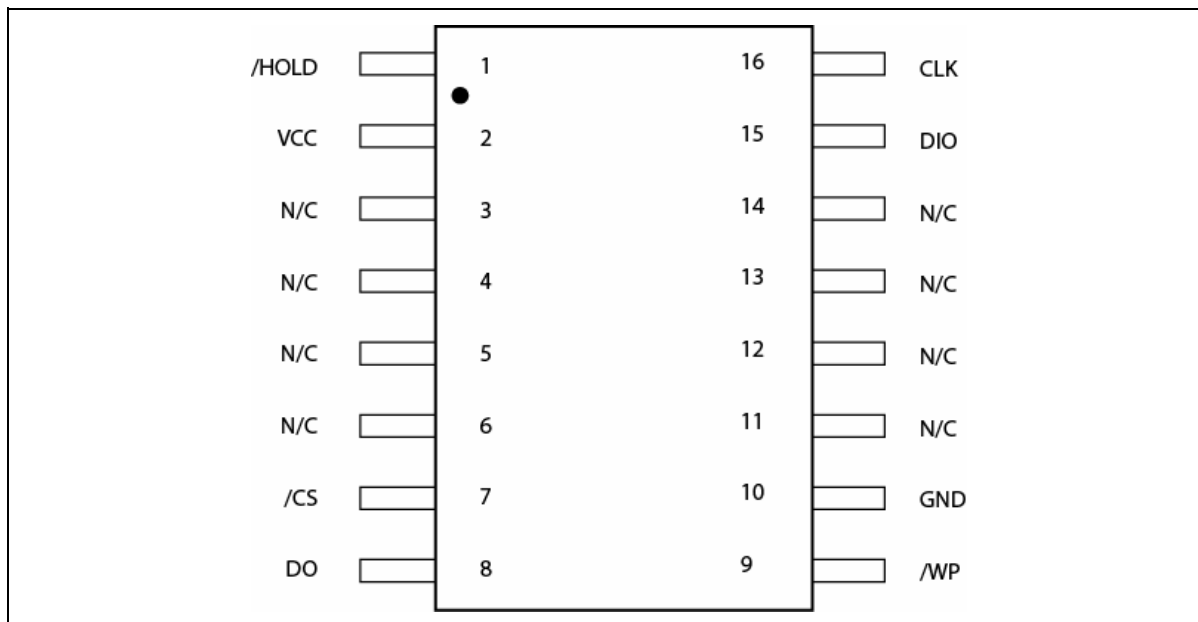 /HOLD 1 16 CLK
VCC 2 15 DIO
N/C 3 14 N/C
N/C 4 13 N/C
N/C 5 12 N/C
N/C 6 11 N/C
/CS 7 10 GND
DO 8 9 /WP